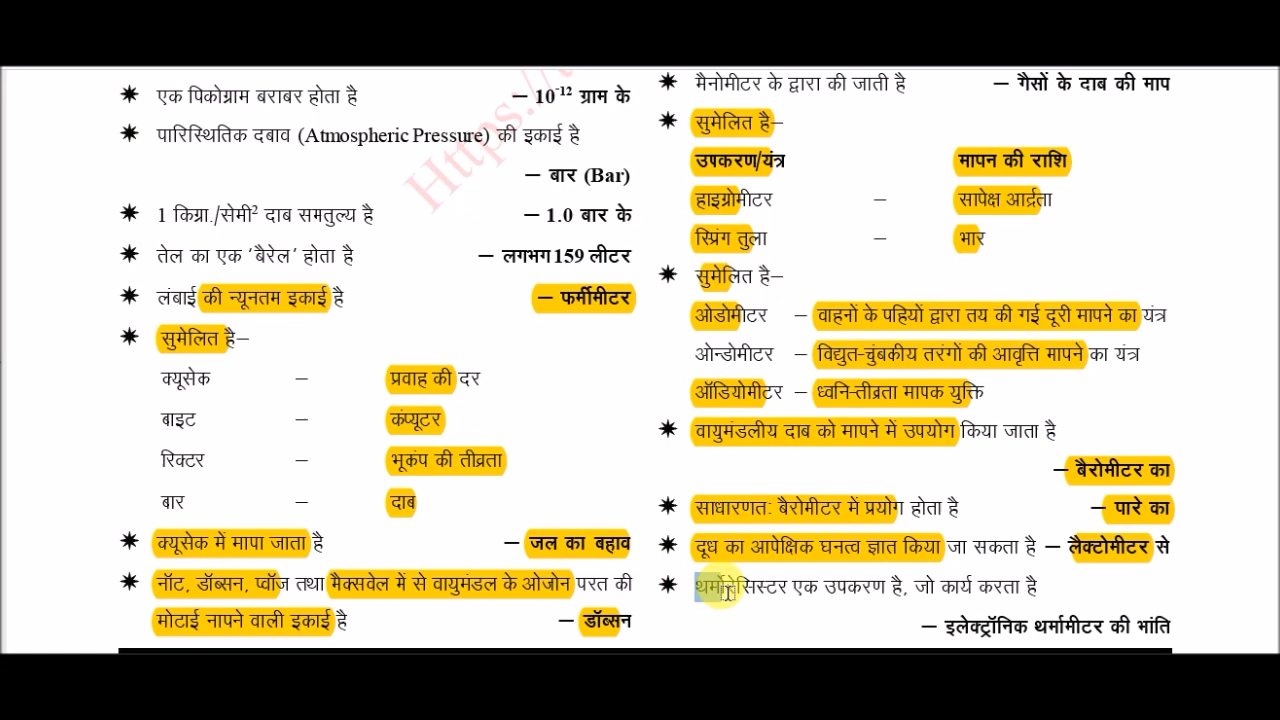 ✷ एक पिकोग्राम बराबर होता है – 10⁻¹² ग्राम के
✷ पारिस्थितिक दबाव (Atmospheric Pressure) की इकाई है
– बार (Bar)
✷ 1 किग्रा./सेमी² दाब समतुल्य है – 1.0 बार के
✷ तेल का एक ‘बैरेल’ होता है – लगभग 159 लीटर
✷ लंबाई की न्यूनतम इकाई है – फर्मीमीटर
✷ सुमेलित है–
क्यूसेक – प्रवाह की दर
बाइट – कंप्यूटर
रिक्टर – भूकंप की तीव्रता
बार – दाब
✷ क्यूसेक में मापा जाता है – जल का बहाव
✷ नॉट, डॉब्सन, प्वॉज तथा मैक्सवेल में से वायुमंडल के ओजोन परत की
मोटाई नापने वाली इकाई है – डॉब्सन
✷ मैनोमीटर के द्वारा की जाती है – गैसों के दाब की माप
✷ सुमेलित है–
उपकरण/यंत्र मापन की राशि
हाइग्रोमीटर – सापेक्ष आर्द्रता
स्प्रिंग तुला – भार
✷ सुमेलित है–
ओडोमीटर – वाहनों के पहियों द्वारा तय की गई दूरी मापने का यंत्र
ओन्डोमीटर – विद्युत-चुंबकीय तरंगों की आवृत्ति मापने का यंत्र
ऑडियोमीटर – ध्वनि-तीव्रता मापक युक्ति
✷ वायुमंडलीय दाब को मापने में उपयोग किया जाता है
– बैरोमीटर का
✷ साधारणतः बैरोमीटर में प्रयोग होता है – पारे का
✷ दूध का आपेक्षिक घनत्व ज्ञात किया जा सकता है – लैक्टोमीटर से
✷ थर्मोरेसिस्टर एक उपकरण है, जो कार्य करता है
– इलेक्ट्रॉनिक थर्मामीटर की भांति
Https://